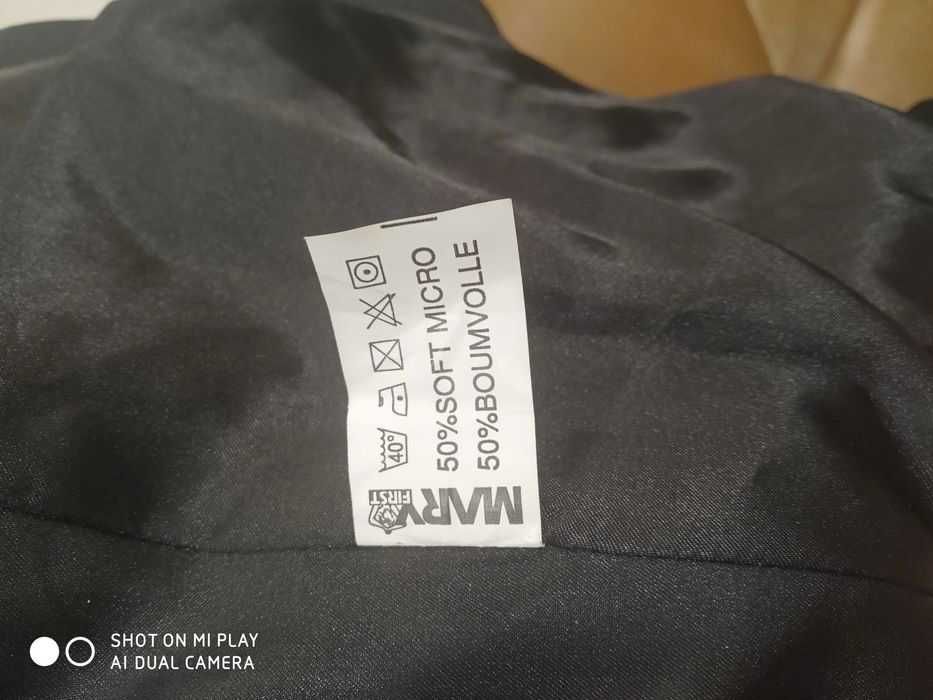 MARY
FIRST
40°
50%SOFT MICRO
50%BOUMVOLLE
SHOT ON MI PLAY
AI DUAL CAMERA